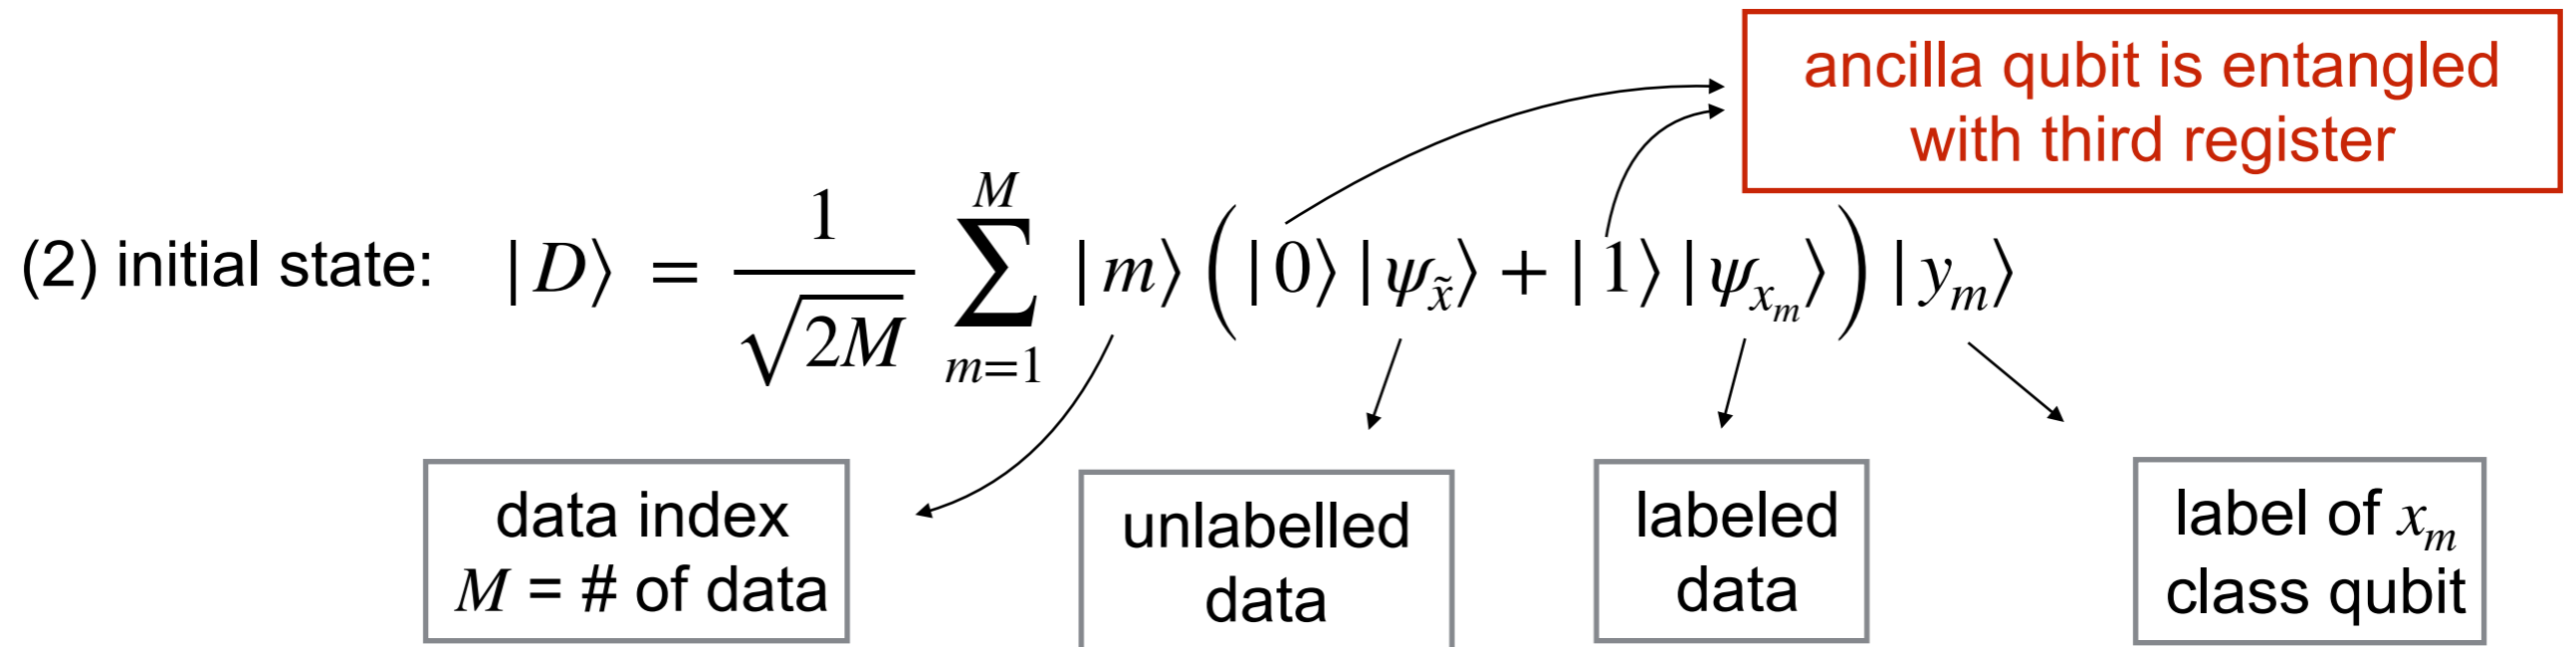 ancilla qubit is entangled
with third register
(2) initial state: |D⟩ = 1/√(2M) ∑_{m=1}^{M} |m⟩ (|0⟩|ψ_{x̃}⟩ + |1⟩|ψ_{x_m}⟩) |y_m⟩
data index
M = # of data
unlabelled
data
labeled
data
label of x_m
class qubit